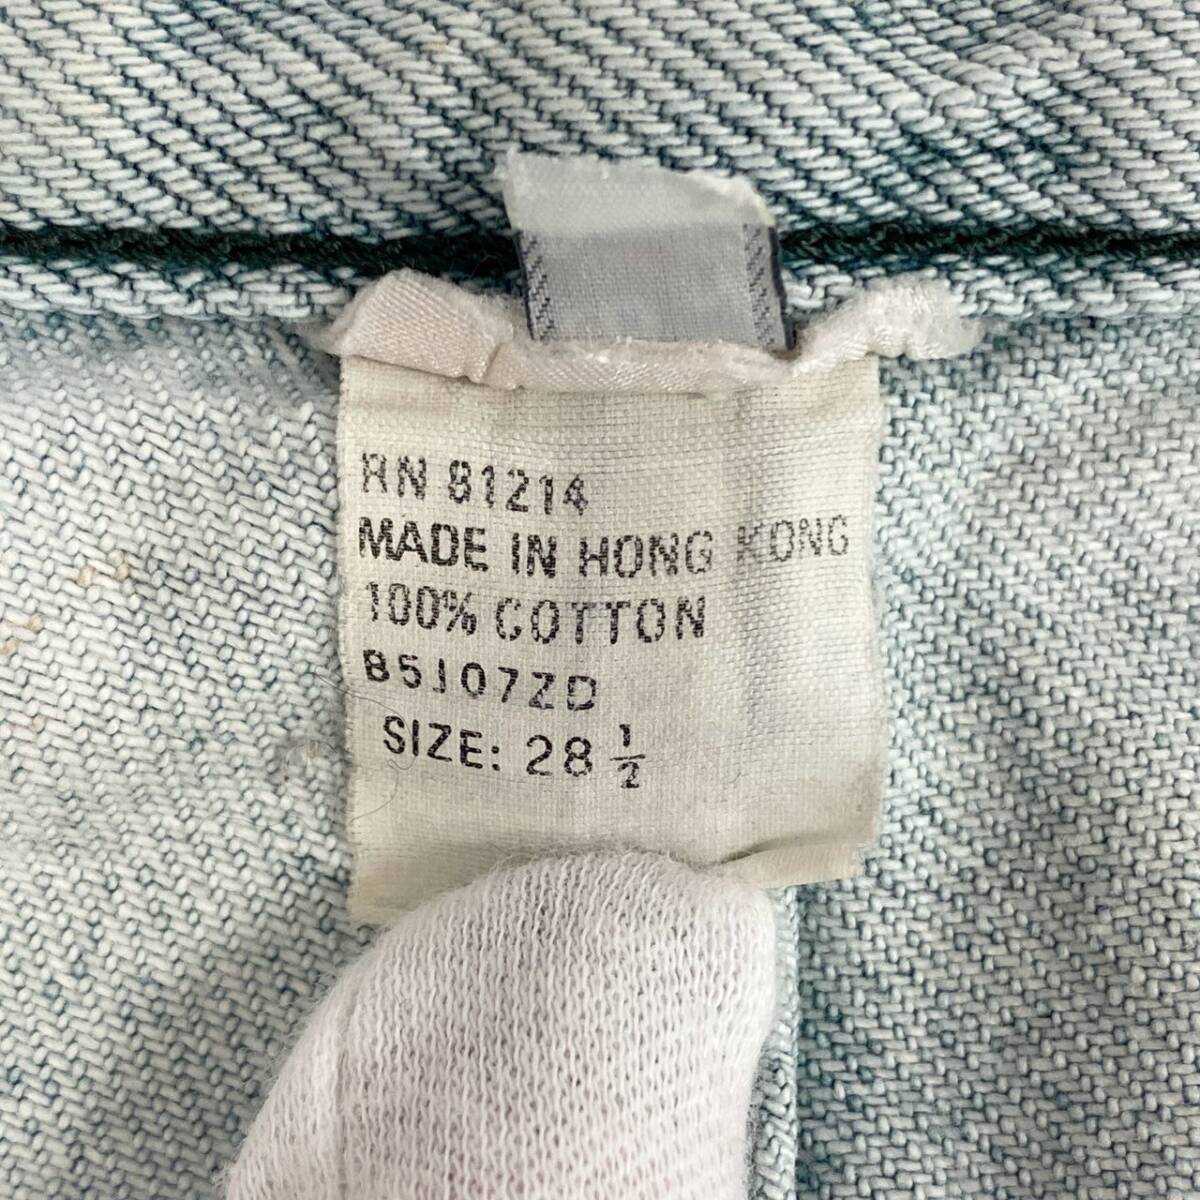 RN 81214
MADE IN HONG KONG
100% COTTON
B5J07ZD
SIZE: 28 1/2